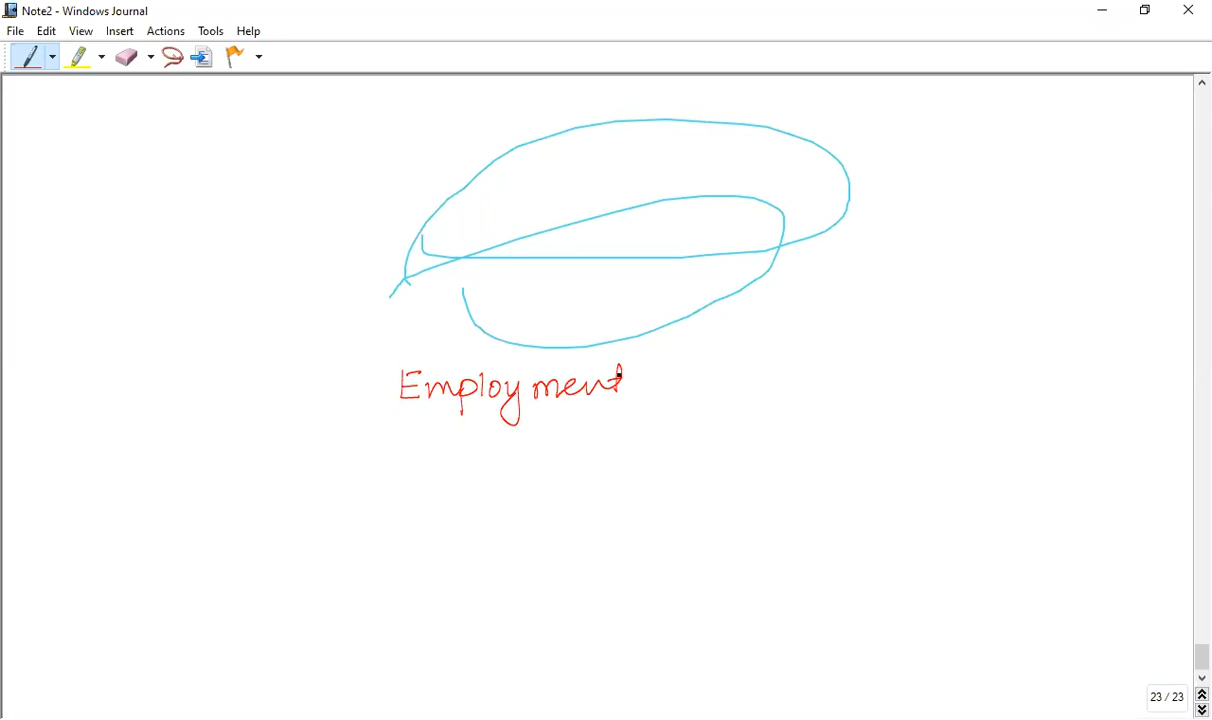 Note2 - Windows Journal
File Edit View Insert Actions Tools Help
Employment
23 / 23